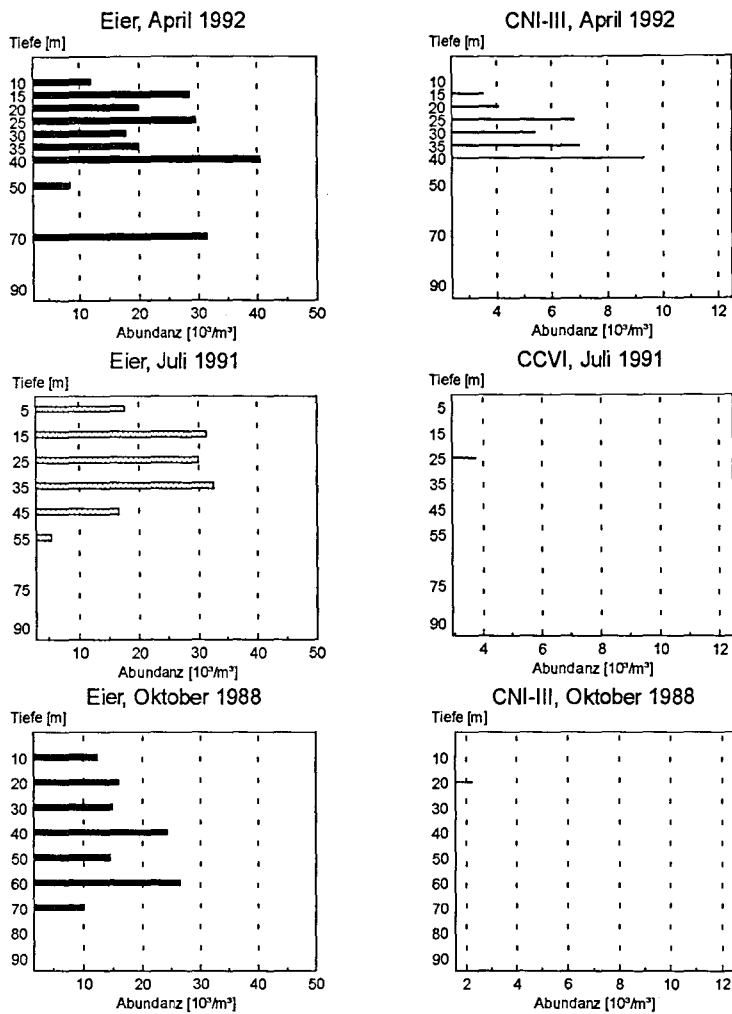 Eier, April 1992
Tiefe [m]
10
15
20
25
30
35
40
50
70
90
10 20 30 40 50
Abundanz [10³/m³]
CNI-III, April 1992
Tiefe [m]
10
15
20
25
30
35
40
50
70
90
4 6 8 10 12
Abundanz [10³/m³]
Eier, Juli 1991
Tiefe [m]
5
15
25
35
45
55
75
90
10 20 30 40 50
Abundanz [10³/m³]
CCVI, Juli 1991
Tiefe [m]
5
15
25
35
45
55
75
90
4 6 8 10 12
Abundanz [10³/m³]
Eier, Oktober 1988
Tiefe [m]
10
20
30
40
50
60
70
80
90
10 20 30 40 50
Abundanz [10³/m³]
CNI-III, Oktober 1988
Tiefe [m]
10
20
30
40
50
60
70
80
90
2 4 6 8 10 12
Abundanz [10³/m³]